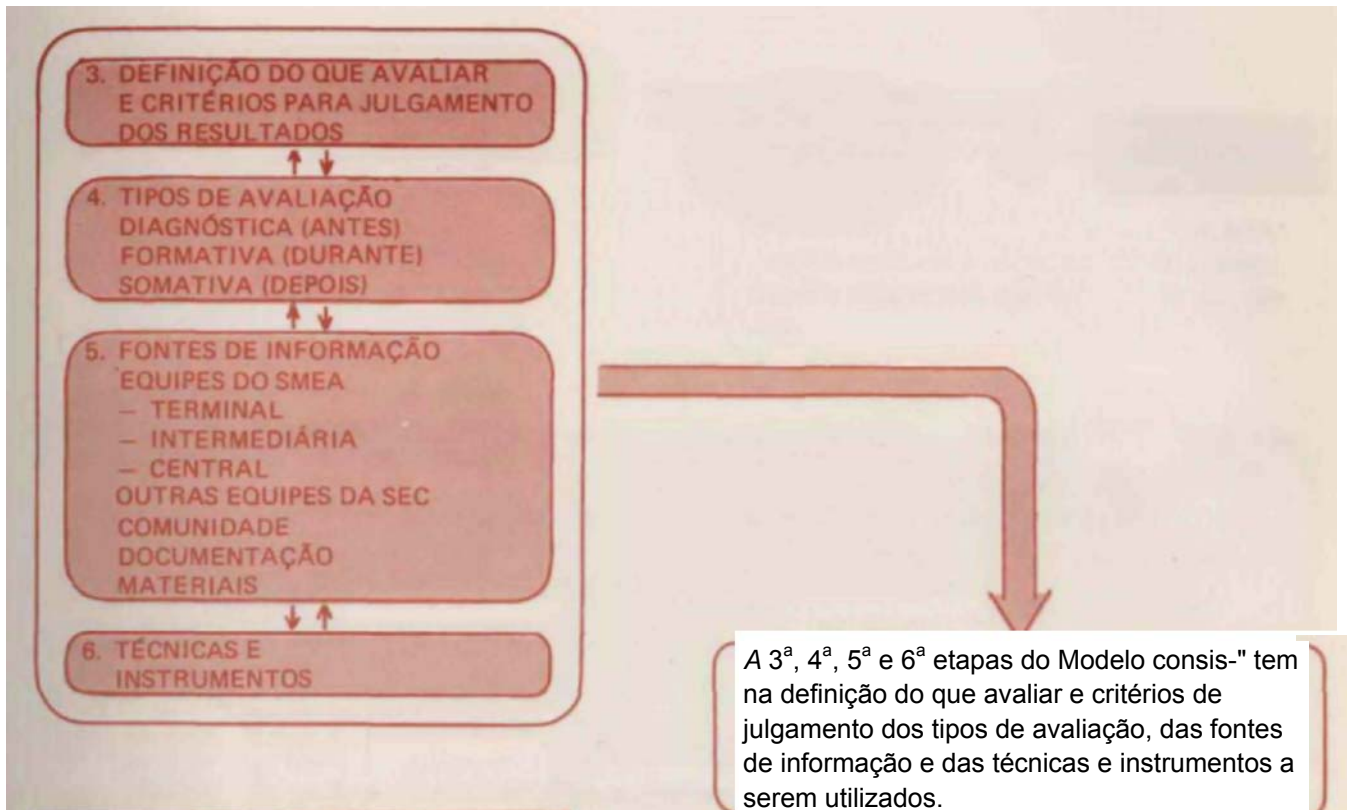 3. DEFINIÇÃO DO QUE AVALIAR
E CRITÉRIOS PARA JULGAMENTO
DOS RESULTADOS
4. TIPOS DE AVALIAÇÃO
DIAGNÓSTICA (ANTES)
FORMATIVA (DURANTE)
SOMATIVA (DEPOIS)
5. FONTES DE INFORMAÇÃO
EQUIPES DO SMEA
– TERMINAL
– INTERMEDIÁRIA
– CENTRAL
OUTRAS EQUIPES DA SEC
COMUNIDADE
DOCUMENTAÇÃO
MATERIAIS
6. TÉCNICAS E
INSTRUMENTOS
A 3ª, 4ª, 5ª e 6ª etapas do Modelo consis-" tem
na definição do que avaliar e critérios de
julgamento dos tipos de avaliação, das fontes
de informação e das técnicas e instrumentos a
serem utilizados.